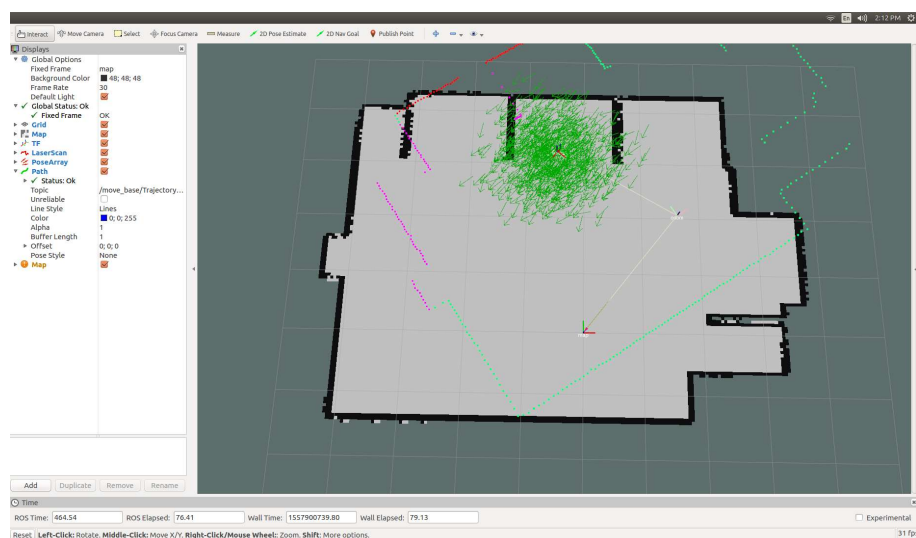 En 2:12 PM
Interact Move Camera Select Focus Camera Measure 2D Pose Estimate 2D Nav Goal Publish Point
Displays
Global Options
Fixed Frame map
Background Color 48; 48; 48
Frame Rate 30
Default Light
Global Status: Ok
Fixed Frame OK
Grid
Map
TF
LaserScan
PoseArray
Path
Status: Ok
Topic /move_base/Trajectory...
Unreliable
Line Style Lines
Color 0; 0; 255
Alpha 1
Buffer Length 1
Offset 0; 0; 0
Pose Style None
Map
Add Duplicate Remove Rename
Time
ROS Time: 464.54 ROS Elapsed: 76.41 Wall Time: 1557900739.80 Wall Elapsed: 79.13 Experimental
Reset Left-Click: Rotate. Middle-Click: Move X/Y. Right-Click/Mouse Wheel:: Zoom. Shift: More options. 31 fps